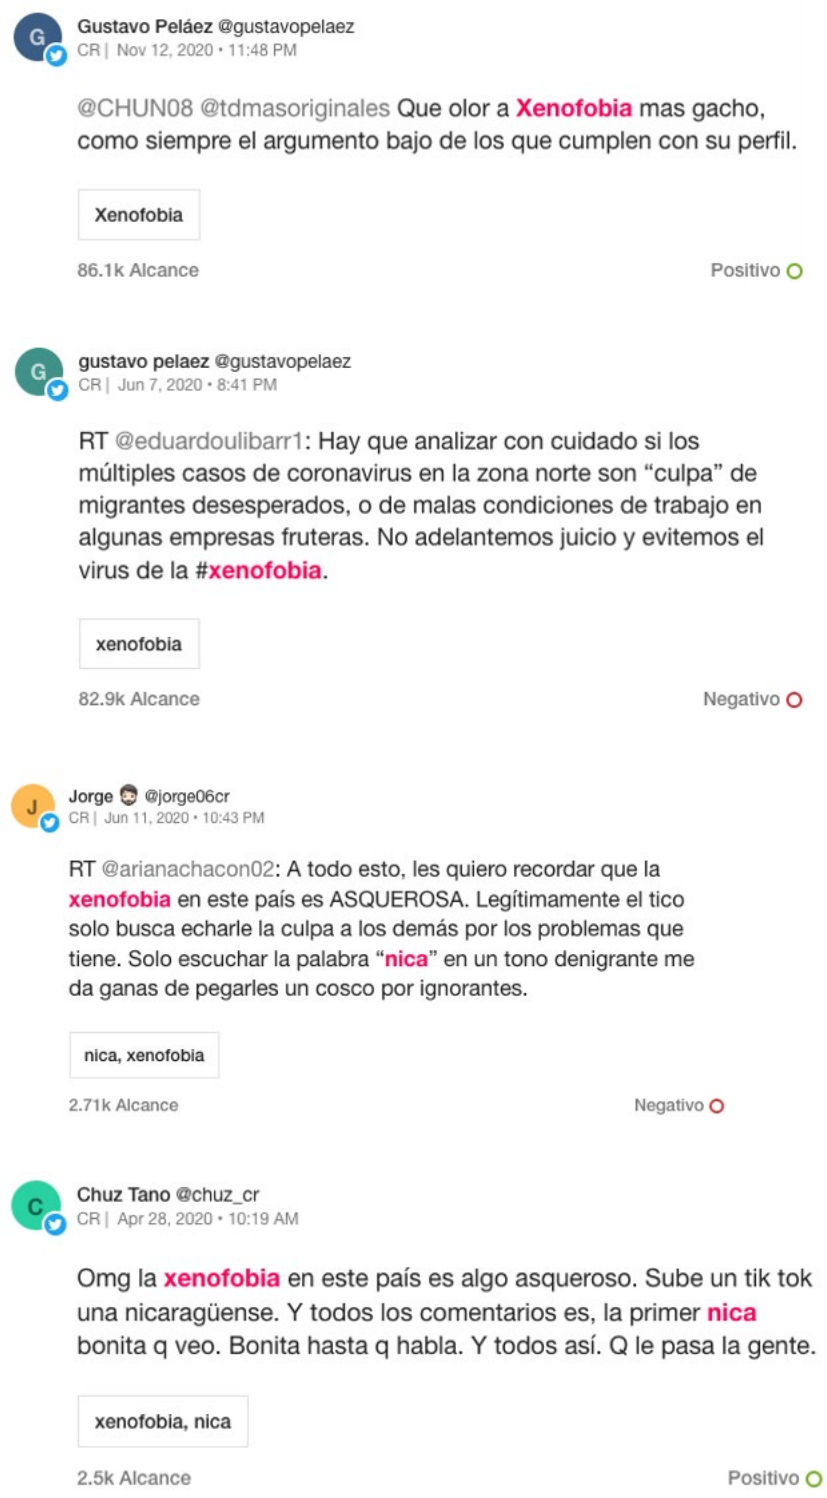 G
Gustavo Peláez @gustavopelaez
CR | Nov 12, 2020 • 11:48 PM
@CHUN08 @tdmasoriginales Que olor a Xenofobia mas gacho,
como siempre el argumento bajo de los que cumplen con su perfil.
Xenofobia
86.1k Alcance
Positivo
G
gustavo pelaez @gustavopelaez
CR | Jun 7, 2020 • 8:41 PM
RT @eduardoulibarr1: Hay que analizar con cuidado si los
múltiples casos de coronavirus en la zona norte son “culpa” de
migrantes desesperados, o de malas condiciones de trabajo en
algunas empresas fruteras. No adelantemos juicio y evitemos el
virus de la #xenofobia.
xenofobia
82.9k Alcance
Negativo
J
Jorge 🧔🏻 @jorge06cr
CR | Jun 11, 2020 • 10:43 PM
RT @arianachacon02: A todo esto, les quiero recordar que la
xenofobia en este país es ASQUEROSA. Legítimamente el tico
solo busca echarle la culpa a los demás por los problemas que
tiene. Solo escuchar la palabra “nica” en un tono denigrante me
da ganas de pegarles un cosco por ignorantes.
nica, xenofobia
2.71k Alcance
Negativo
C
Chuz Tano @chuz_cr
CR | Apr 28, 2020 • 10:19 AM
Omg la xenofobia en este país es algo asqueroso. Sube un tik tok
una nicaragüense. Y todos los comentarios es, la primer nica
bonita q veo. Bonita hasta q habla. Y todos así. Q le pasa la gente.
xenofobia, nica
2.5k Alcance
Positivo